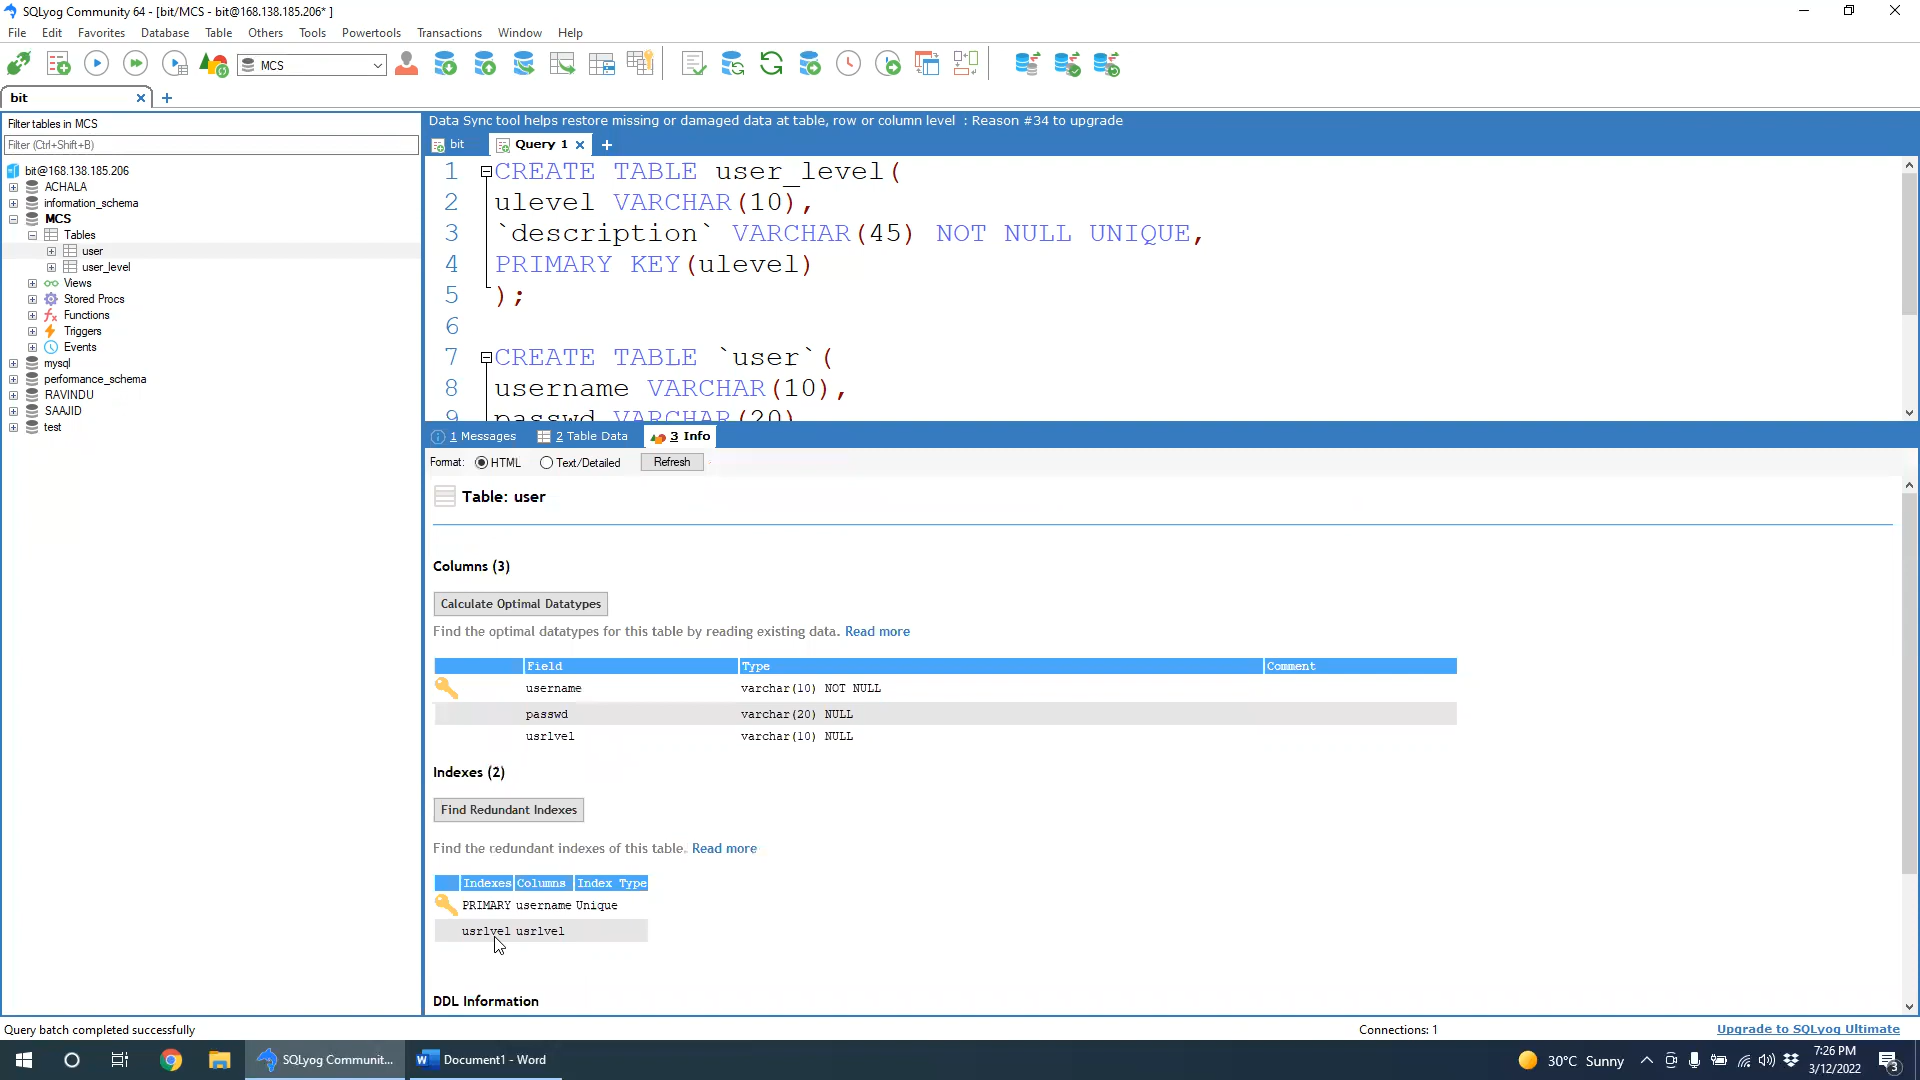 SQLyog Community 64 - [bit/MCS - bit@168.138.185.206* ]
File Edit Favorites Database Table Others Tools Powertools Transactions Window Help
MCS
bit
Filter tables in MCS
Filter (Ctrl+Shift+B)
bit@168.138.185.206
ACHALA
information_schema
MCS
Tables
user
user_level
Views
Stored Procs
Functions
Triggers
Events
mysql
performance_schema
RAVINDU
SAAJID
test
Data Sync tool helps restore missing or damaged data at table, row or column level : Reason #34 to upgrade
bit Query 1
1 CREATE TABLE user_level(
2 ulevel VARCHAR(10),
3 `description` VARCHAR(45) NOT NULL UNIQUE,
4 PRIMARY KEY(ulevel)
5 );
6
7 CREATE TABLE `user`(
8 username VARCHAR(10),
9 passwd VARCHAR(20)
1 Messages 2 Table Data 3 Info
Format: HTML Text/Detailed Refresh
Table: user
Columns (3)
Calculate Optimal Datatypes
Find the optimal datatypes for this table by reading existing data. Read more
Field Type Comment
username varchar(10) NOT NULL
passwd varchar(20) NULL
usrlvel varchar(10) NULL
Indexes (2)
Find Redundant Indexes
Find the redundant indexes of this table. Read more
Indexes Columns Index Type
PRIMARY username Unique
usrlvel usrlvel
DDL Information
Query batch completed successfully
Connections: 1
Upgrade to SQLyog Ultimate
SQLyog Communit...
Document1 - Word
30°C Sunny
7:26 PM
3/12/2022
3